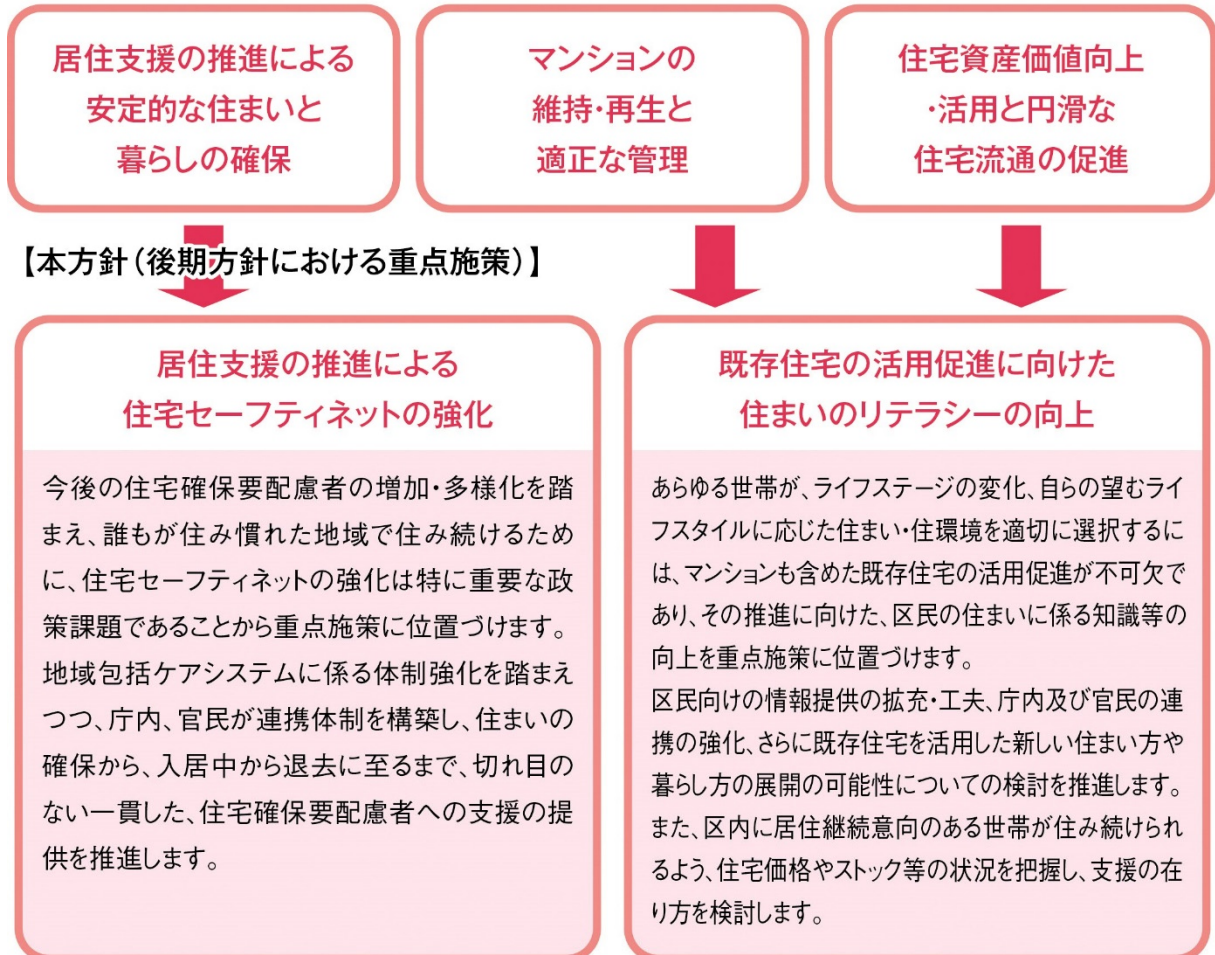 居住支援の推進による
安定的な住まいと
暮らしの確保
マンションの
維持・再生と
適正な管理
住宅資産価値向上
・活用と円滑な
住宅流通の促進
【本方針(後期方針における重点施策)】
居住支援の推進による
住宅セーフティネットの強化
今後の住宅確保要配慮者の増加・多様化を踏
まえ、誰もが住み慣れた地域で住み続けるため
に、住宅セーフティネットの強化は特に重要な政
策課題であることから重点施策に位置づけます。
地域包括ケアシステムに係る体制強化を踏まえ
つつ、庁内、官民が連携体制を構築し、住まいの
確保から、入居中から退去に至るまで、切れ目の
ない一貫した、住宅確保要配慮者への支援の提
供を推進します。
既存住宅の活用促進に向けた
住まいのリテラシーの向上
あらゆる世帯が、ライフステージの変化、自らの望むライ
フスタイルに応じた住まい・住環境を適切に選択するに
は、マンションも含めた既存住宅の活用促進が不可欠で
あり、その推進に向けた、区民の住まいに係る知識等の
向上を重点施策に位置づけます。
区民向けの情報提供の拡充・工夫、庁内及び官民の連
携の強化、さらに既存住宅を活用した新しい住まい方や
暮らし方の展開の可能性についての検討を推進します。
また、区内に居住継続意向のある世帯が住み続けられ
るよう、住宅価格やストック等の状況を把握し、支援の在
り方を検討します。